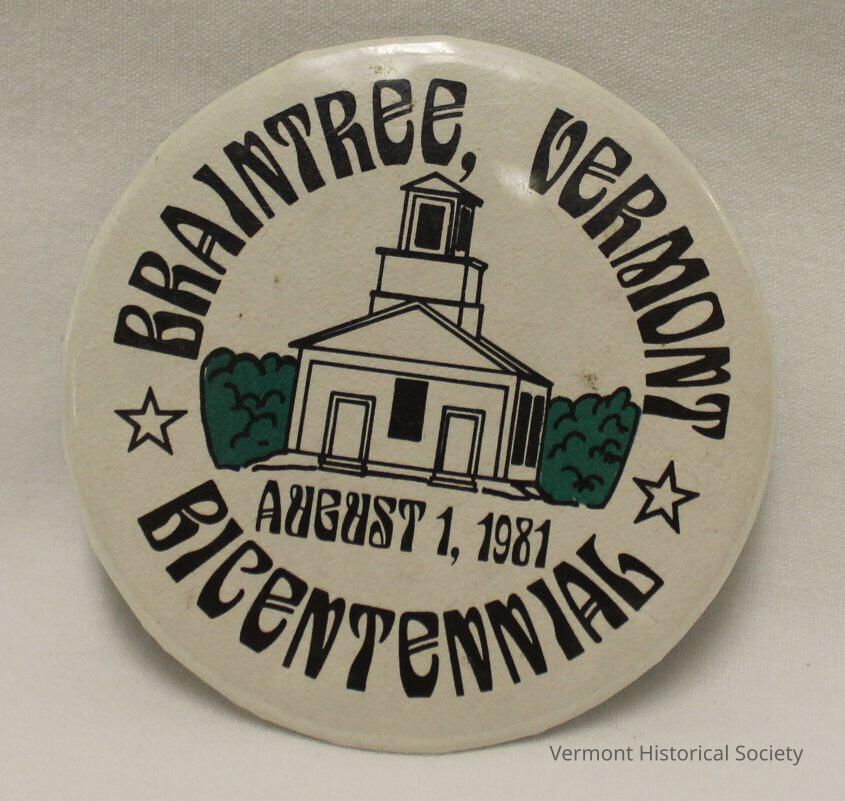 BRAINTREE, VERMONT
AUGUST 1, 1981
BICENTENNIAL
Vermont Historical Society